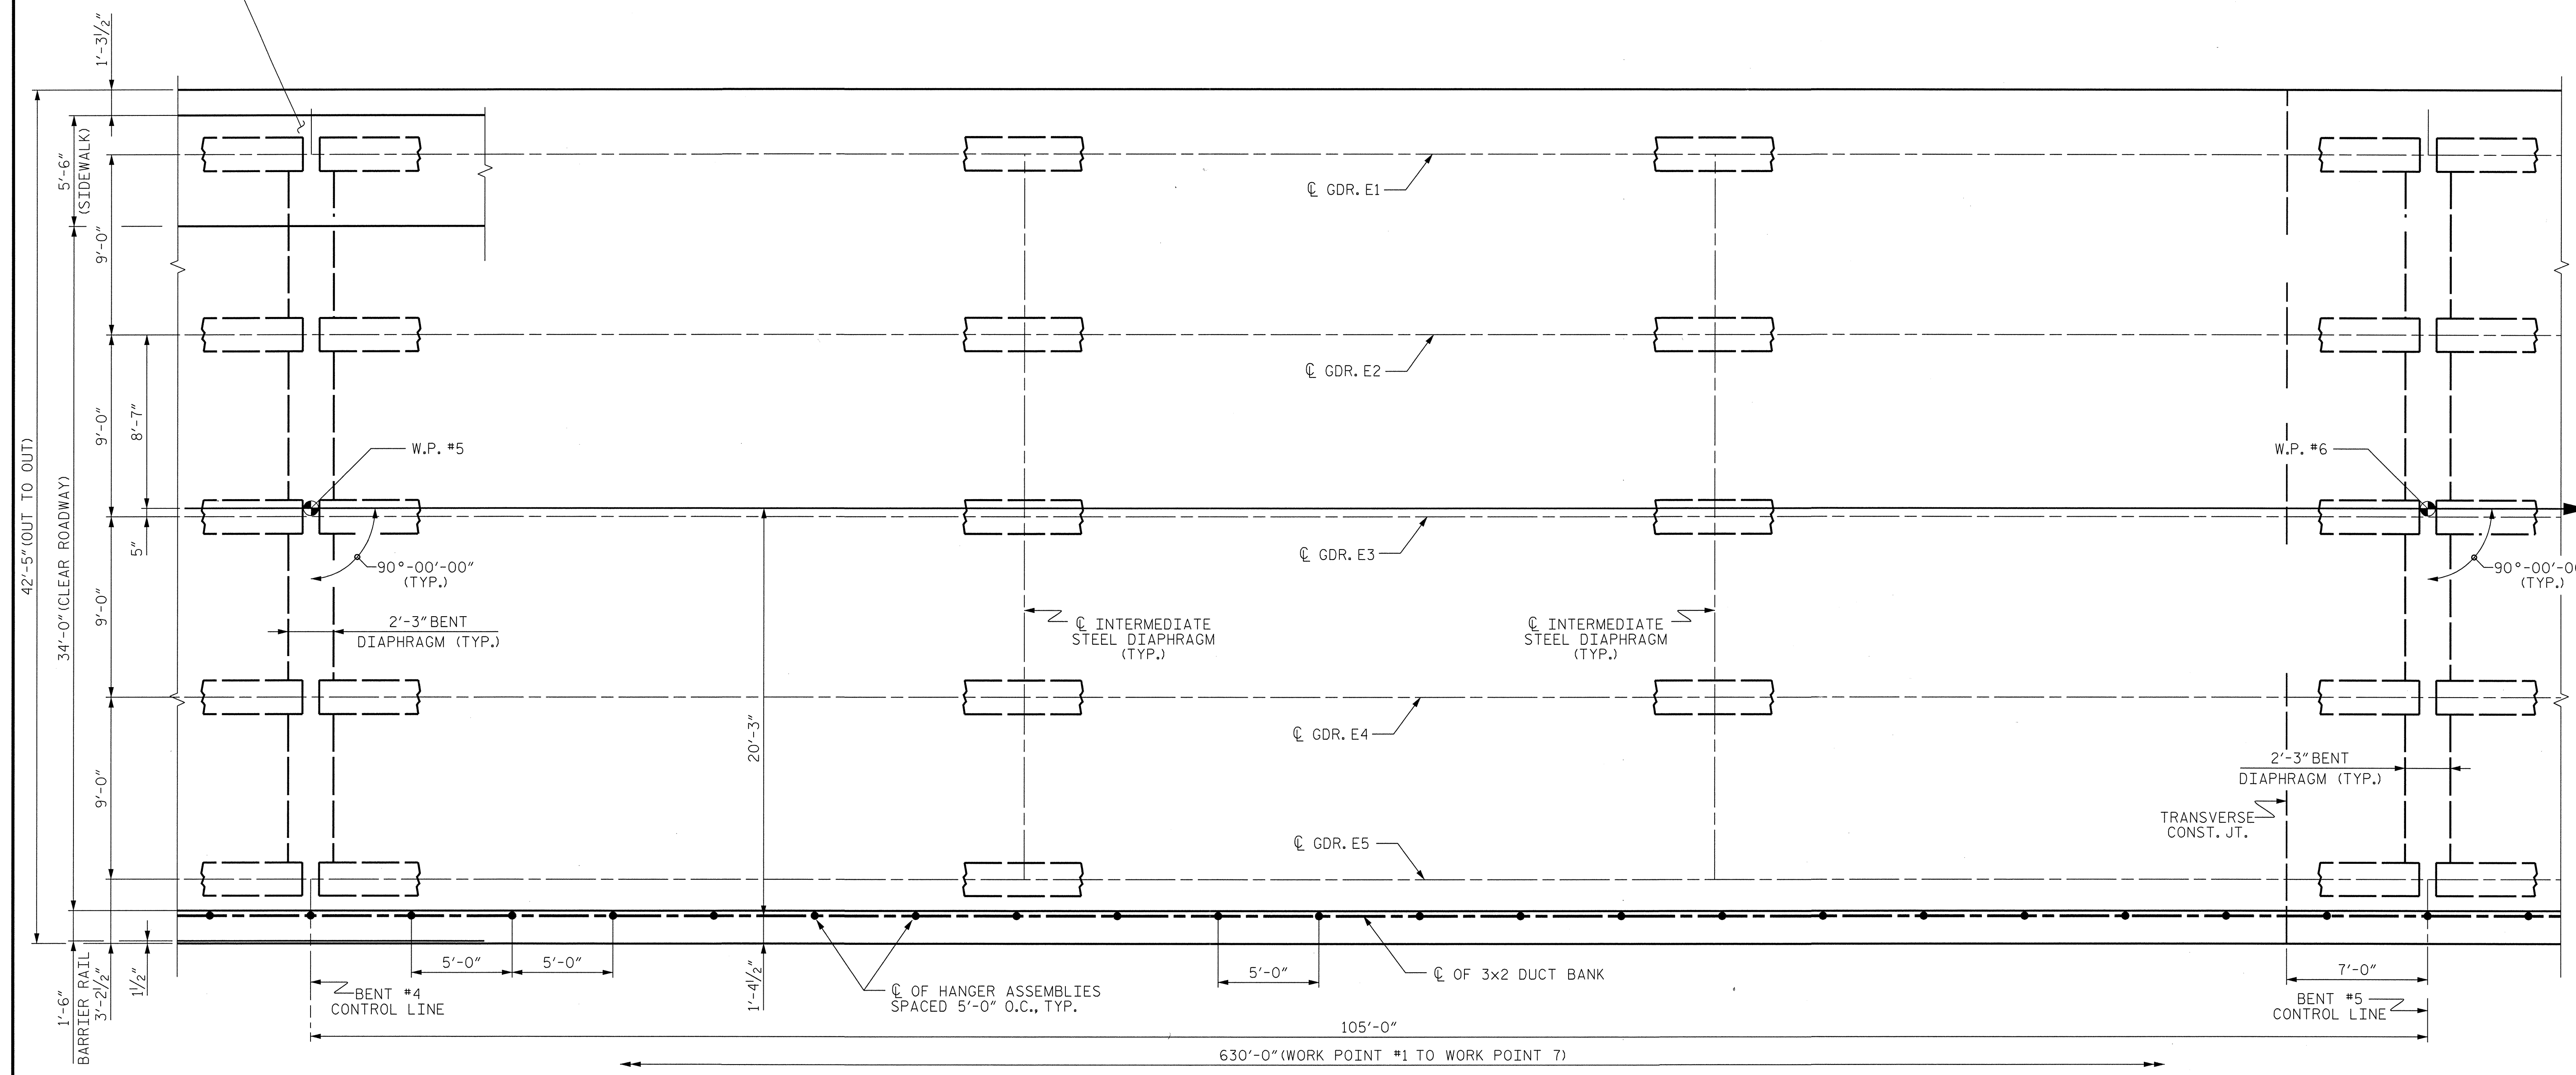 1'-3½"
5'-6"
(SIDEWALK)
9'-0"
℄ GDR. E1
42'-5" (OUT TO OUT)
34'-0" (CLEAR ROADWAY)
9'-0"
8'-7"
5"
℄ GDR. E2
W.P. #5
W.P. #6
℄ GDR. E3
90°-00'-00"
(TYP.)
90°-00'-0
(TYP.)
9'-0"
2'-3" BENT
DIAPHRAGM (TYP.)
℄ INTERMEDIATE
STEEL DIAPHRAGM
(TYP.)
℄ INTERMEDIATE
STEEL DIAPHRAGM
(TYP.)
20'-3"
℄ GDR. E4
9'-0"
2'-3" BENT
DIAPHRAGM (TYP.)
TRANSVERSE
CONST. JT.
℄ GDR. E5
1'-6"
BARRIER RAIL
3'-2½"
1½"
5'-0"
5'-0"
BENT #4
CONTROL LINE
1'-4½"
℄ OF HANGER ASSEMBLIES
SPACED 5'-0" O.C., TYP.
5'-0"
℄ OF 3x2 DUCT BANK
7'-0"
BENT #5
CONTROL LINE
105'-0"
630'-0" (WORK POINT #1 TO WORK POINT 7)